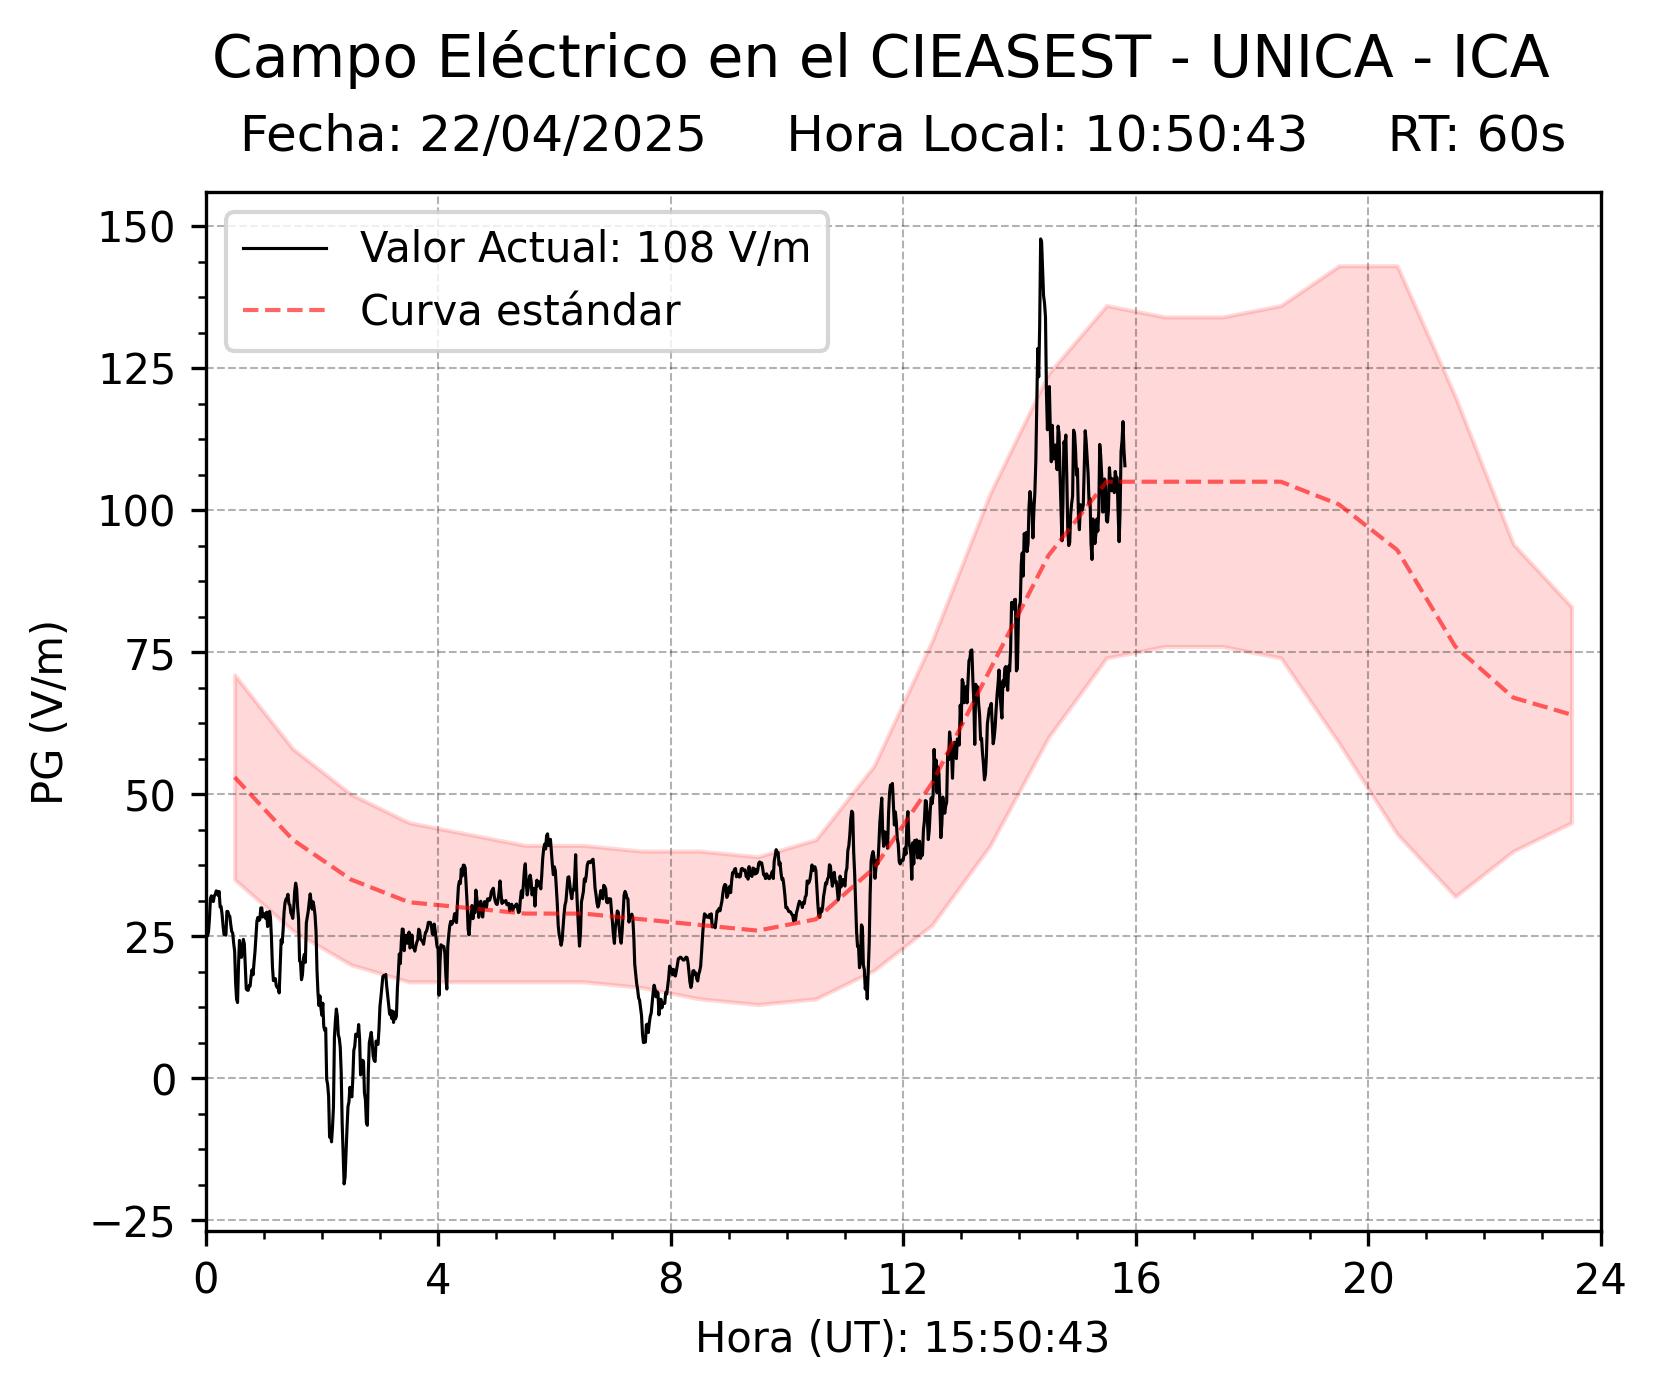 Campo Eléctrico en el CIEASEST - UNICA - ICA
Fecha: 22/04/2025 Hora Local: 10:50:43 RT: 60s
Valor Actual: 108 V/m
Curva estándar
150
125
100
75
50
25
0
−25
PG (V/m)
0 4 8 12 16 20 24
Hora (UT): 15:50:43